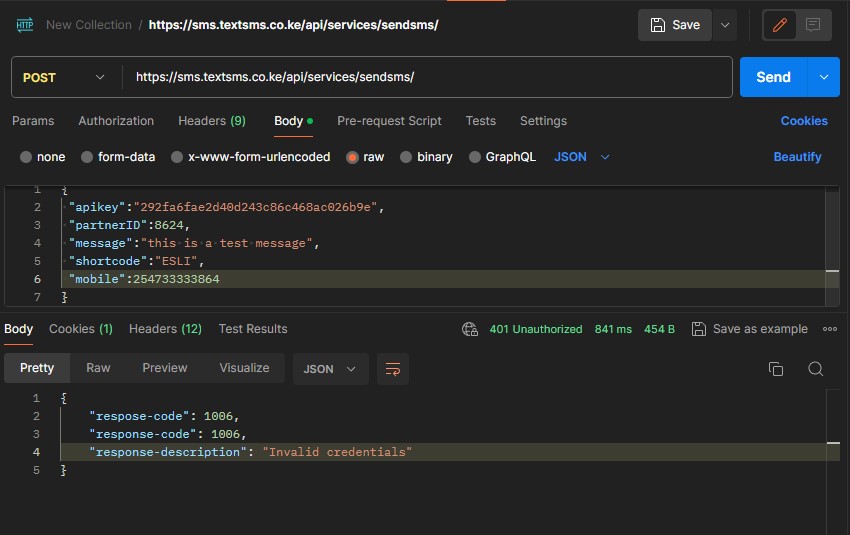 HTTP New Collection / https://sms.textsms.co.ke/api/services/sendsms/ Save
POST https://sms.textsms.co.ke/api/services/sendsms/ Send
Params Authorization Headers (9) Body Pre-request Script Tests Settings Cookies
none form-data x-www-form-urlencoded raw binary GraphQL JSON Beautify
1 {
2 "apikey":"292fa6fae2d40d243c86c468ac026b9e",
3 "partnerID":8624,
4 "message":"this is a test message",
5 "shortcode":"ESLI",
6 "mobile":254733333864
7 }
Body Cookies (1) Headers (12) Test Results 401 Unauthorized 841 ms 454 B Save as example
Pretty Raw Preview Visualize JSON
1 {
2 "respose-code": 1006,
3 "response-code": 1006,
4 "response-description": "Invalid credentials"
5 }